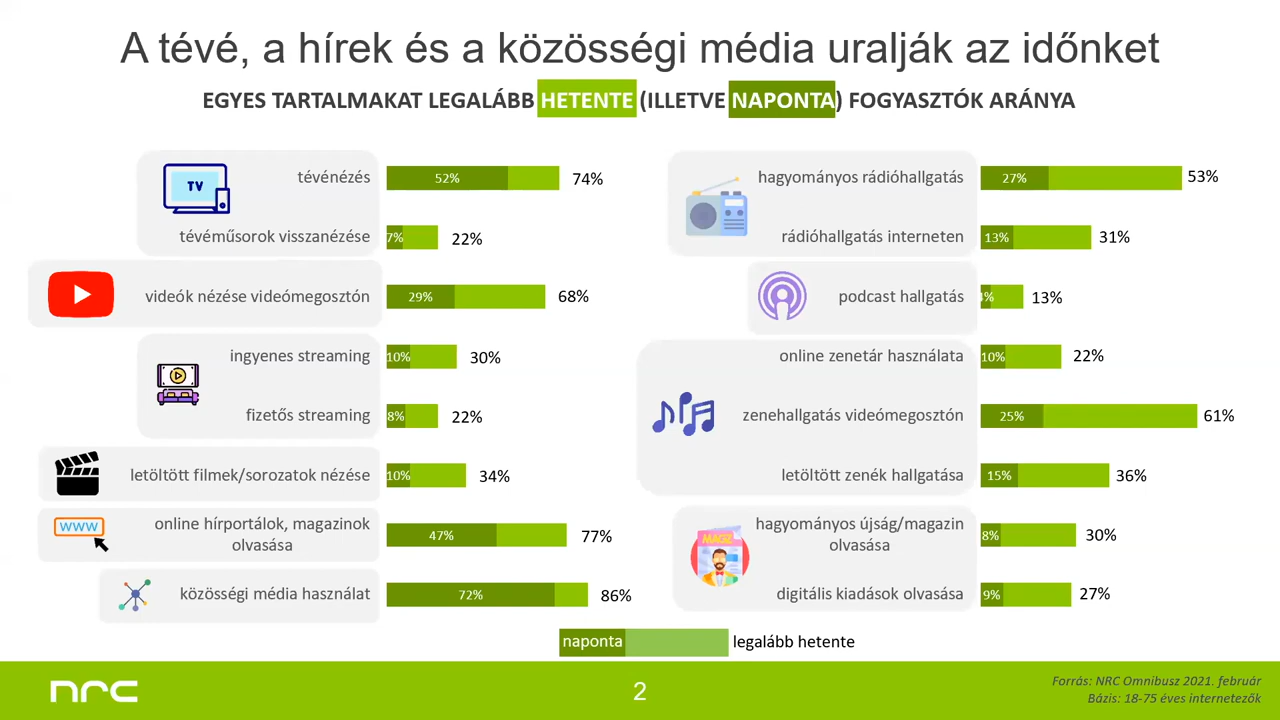 A tévé, a hírek és a közösségi média uralják az időnket
EGYES TARTALMAKAT LEGALÁBB HETENTE (ILLETVE NAPONTA) FOGYASZTÓK ARÁNYA
TV
tévénézés
52%
74%
tévéműsorok visszanézése
7%
22%
videók nézése videómegosztón
29%
68%
ingyenes streaming
10%
30%
fizetős streaming
8%
22%
letöltött filmek/sorozatok nézése
10%
34%
www
online hírportálok, magazinok
olvasása
47%
77%
közösségi média használat
72%
86%
hagyományos rádióhallgatás
27%
53%
rádióhallgatás interneten
13%
31%
podcast hallgatás
4%
13%
online zenetár használata
10%
22%
zenehallgatás videómegosztón
25%
61%
letöltött zenék hallgatása
15%
36%
MAGZ
hagyományos újság/magazin
olvasása
8%
30%
digitális kiadások olvasása
9%
27%
naponta
legalább hetente
nrc
2
Forrás: NRC Omnibusz 2021. február
Bázis: 18-75 éves internetezők